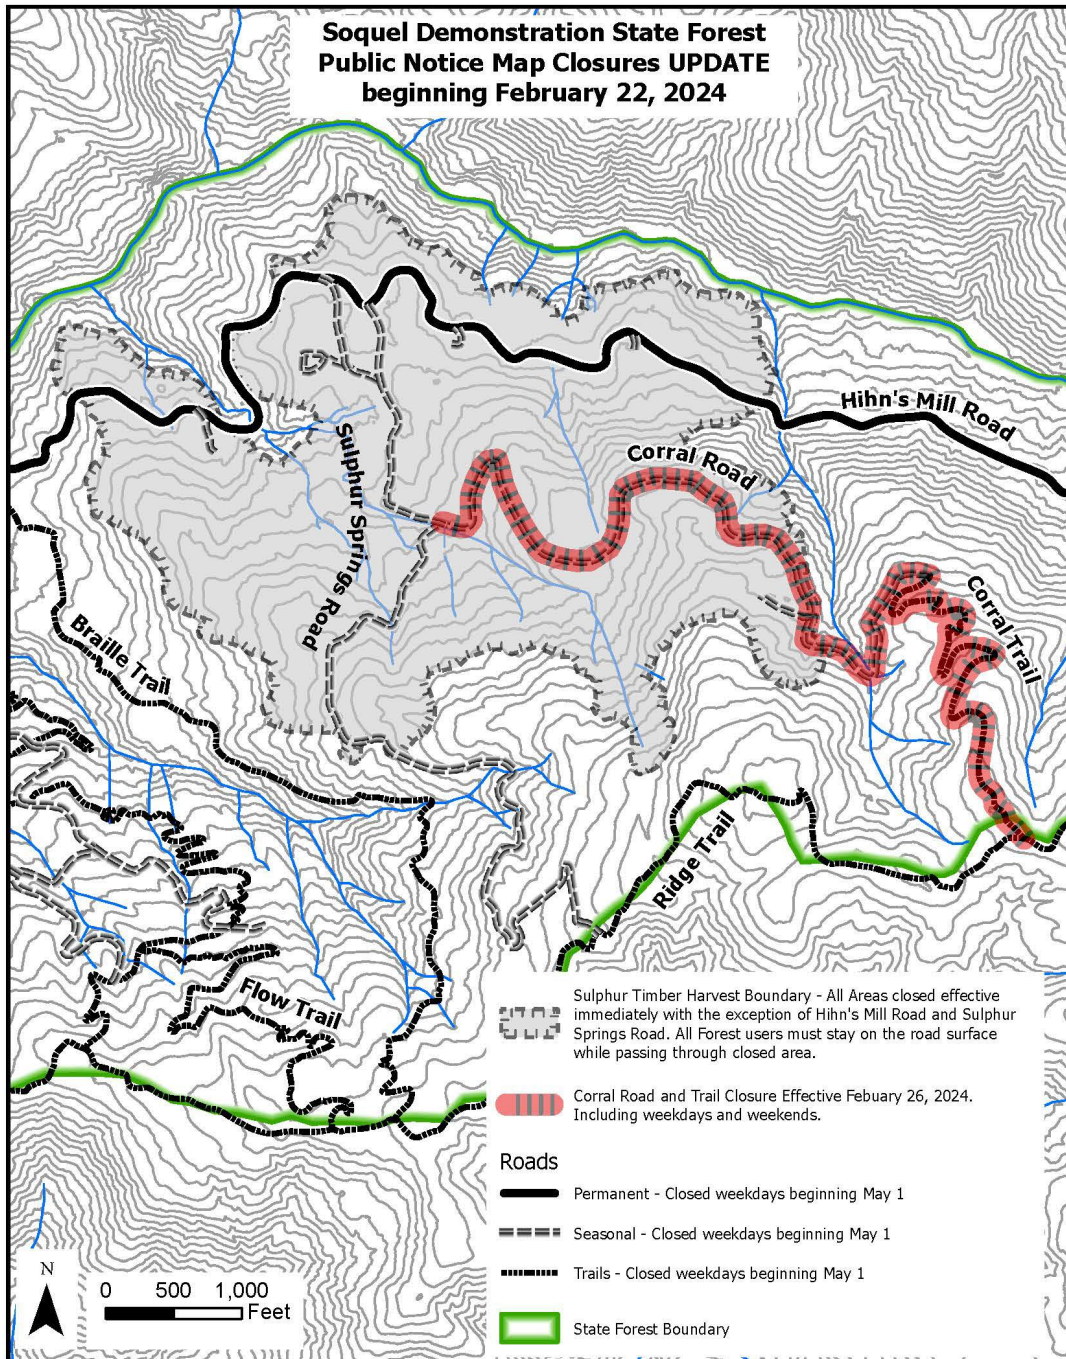 Soquel Demonstration State Forest
Public Notice Map Closures UPDATE
beginning February 22, 2024
Hihn's Mill Road
Corral Road
Sulphur Springs Road
Corral Trail
Braille Trail
Ridge Trail
Flow Trail
Sulphur Timber Harvest Boundary - All Areas closed effective
immediately with the exception of Hihn's Mill Road and Sulphur
Springs Road. All Forest users must stay on the road surface
while passing through closed area.
Corral Road and Trail Closure Effective Febuary 26, 2024.
Including weekdays and weekends.
Roads
Permanent - Closed weekdays beginning May 1
Seasonal - Closed weekdays beginning May 1
Trails - Closed weekdays beginning May 1
State Forest Boundary
N
0 500 1,000
Feet